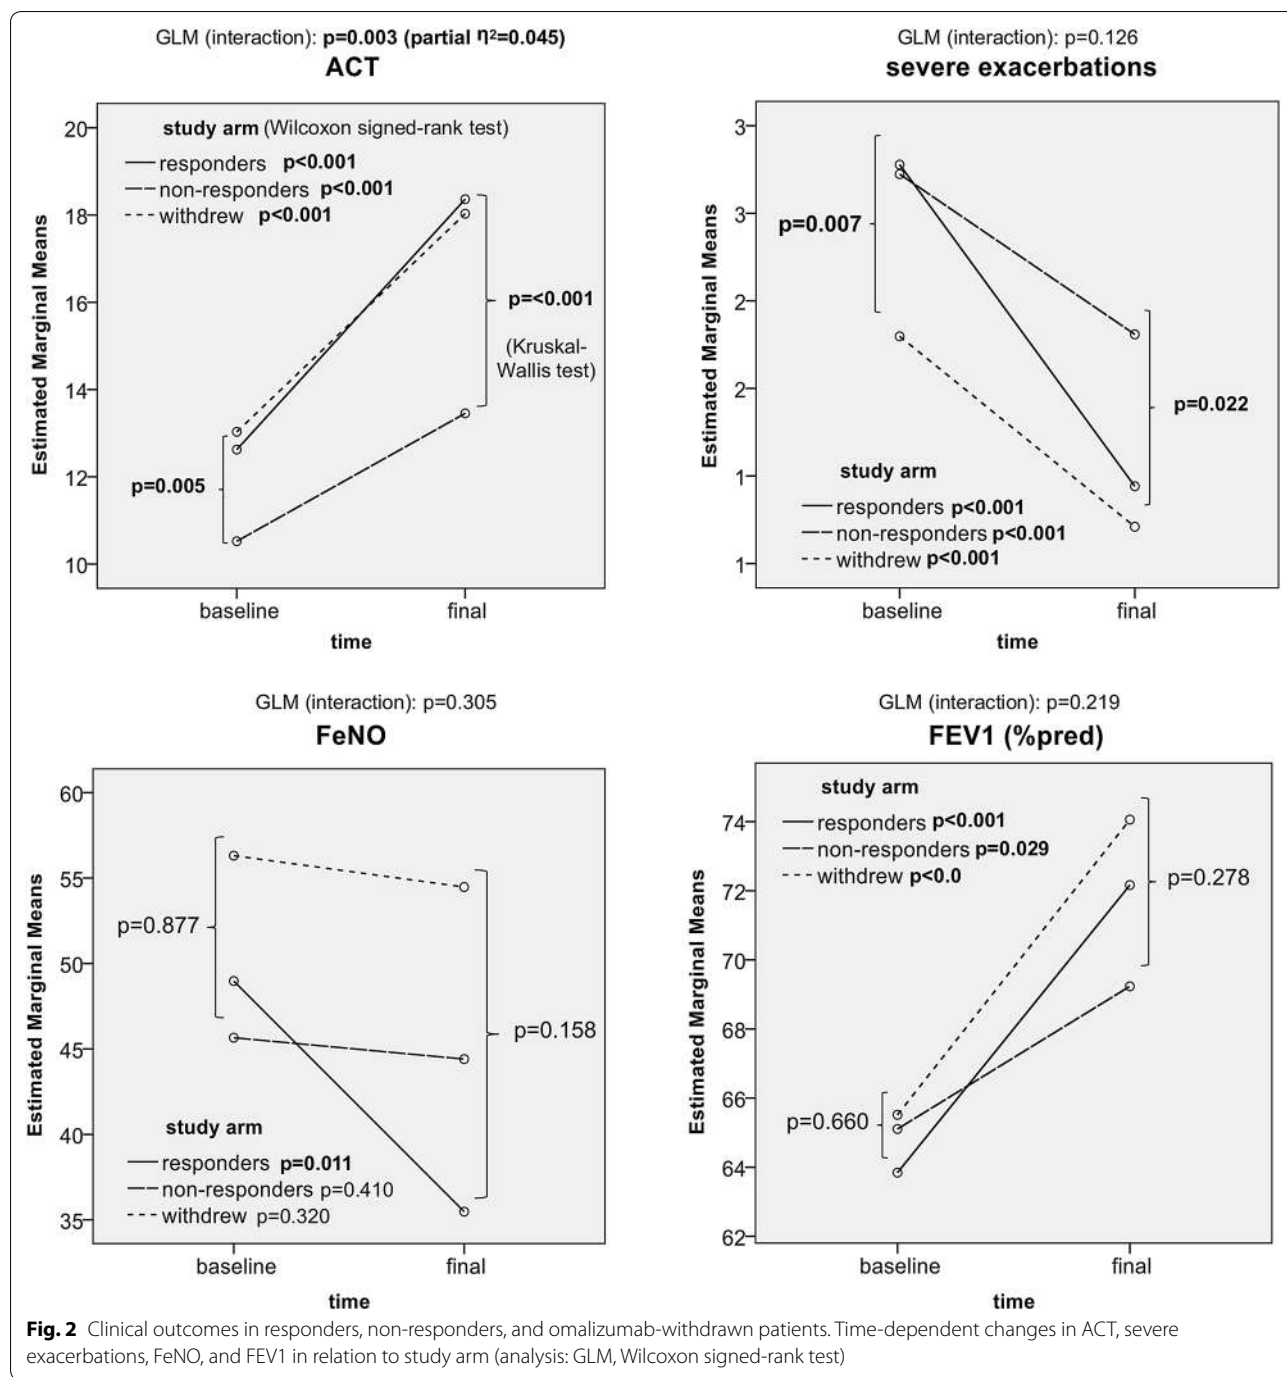 GLM (interaction): p=0.003 (partial η²=0.045)
ACT
20
18
16
14
12
10
Estimated Marginal Means
study arm (Wilcoxon signed-rank test)
responders p<0.001
non-responders p<0.001
withdrew p<0.001
p=<0.001
(Kruskal-
Wallis test)
p=0.005
baseline
final
time
GLM (interaction): p=0.126
severe exacerbations
3
3
2
2
1
1
Estimated Marginal Means
p=0.007
p=0.022
study arm
responders p<0.001
non-responders p<0.001
withdrew p<0.001
baseline
final
time
GLM (interaction): p=0.305
FeNO
60
55
50
45
40
35
Estimated Marginal Means
p=0.877
p=0.158
study arm
responders p=0.011
non-responders p=0.410
withdrew p=0.320
baseline
final
time
GLM (interaction): p=0.219
FEV1 (%pred)
74
72
70
68
66
64
62
Estimated Marginal Means
study arm
responders p<0.001
non-responders p=0.029
withdrew p<0.0
p=0.278
p=0.660
baseline
final
time
Fig. 2 Clinical outcomes in responders, non-responders, and omalizumab-withdrawn patients. Time-dependent changes in ACT, severe
exacerbations, FeNO, and FEV1 in relation to study arm (analysis: GLM, Wilcoxon signed-rank test)